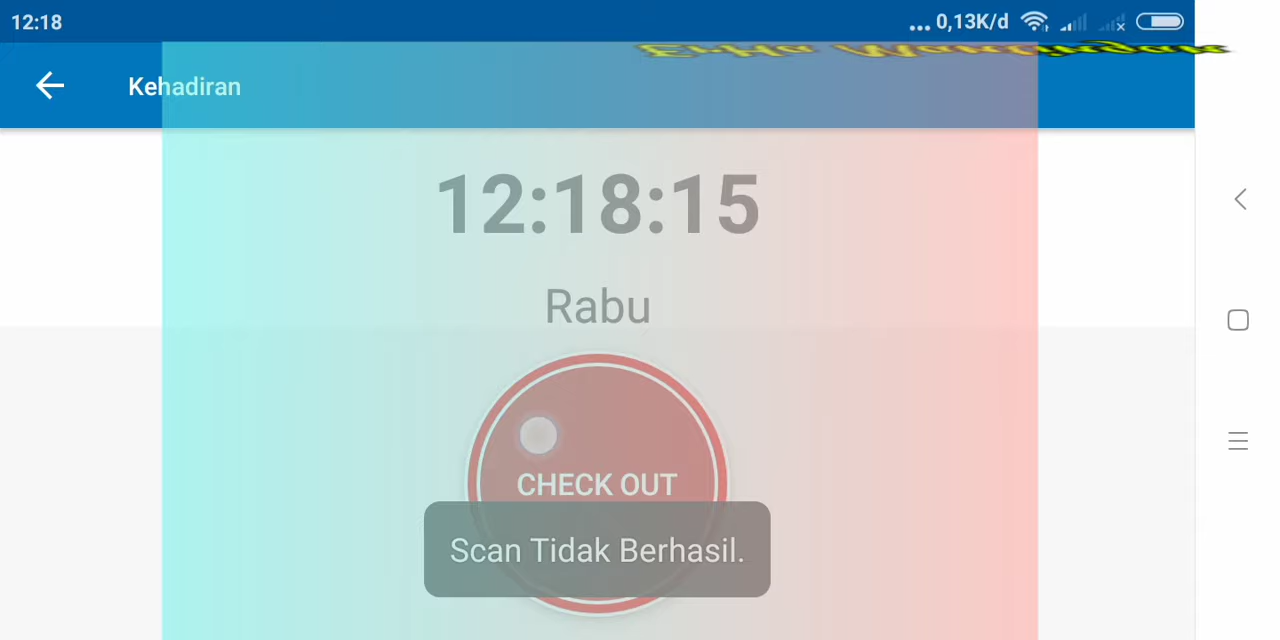 12:18
... 0,13K/d
Kehadiran
12:18:15
Rabu
CHECK OUT
Scan Tidak Berhasil.